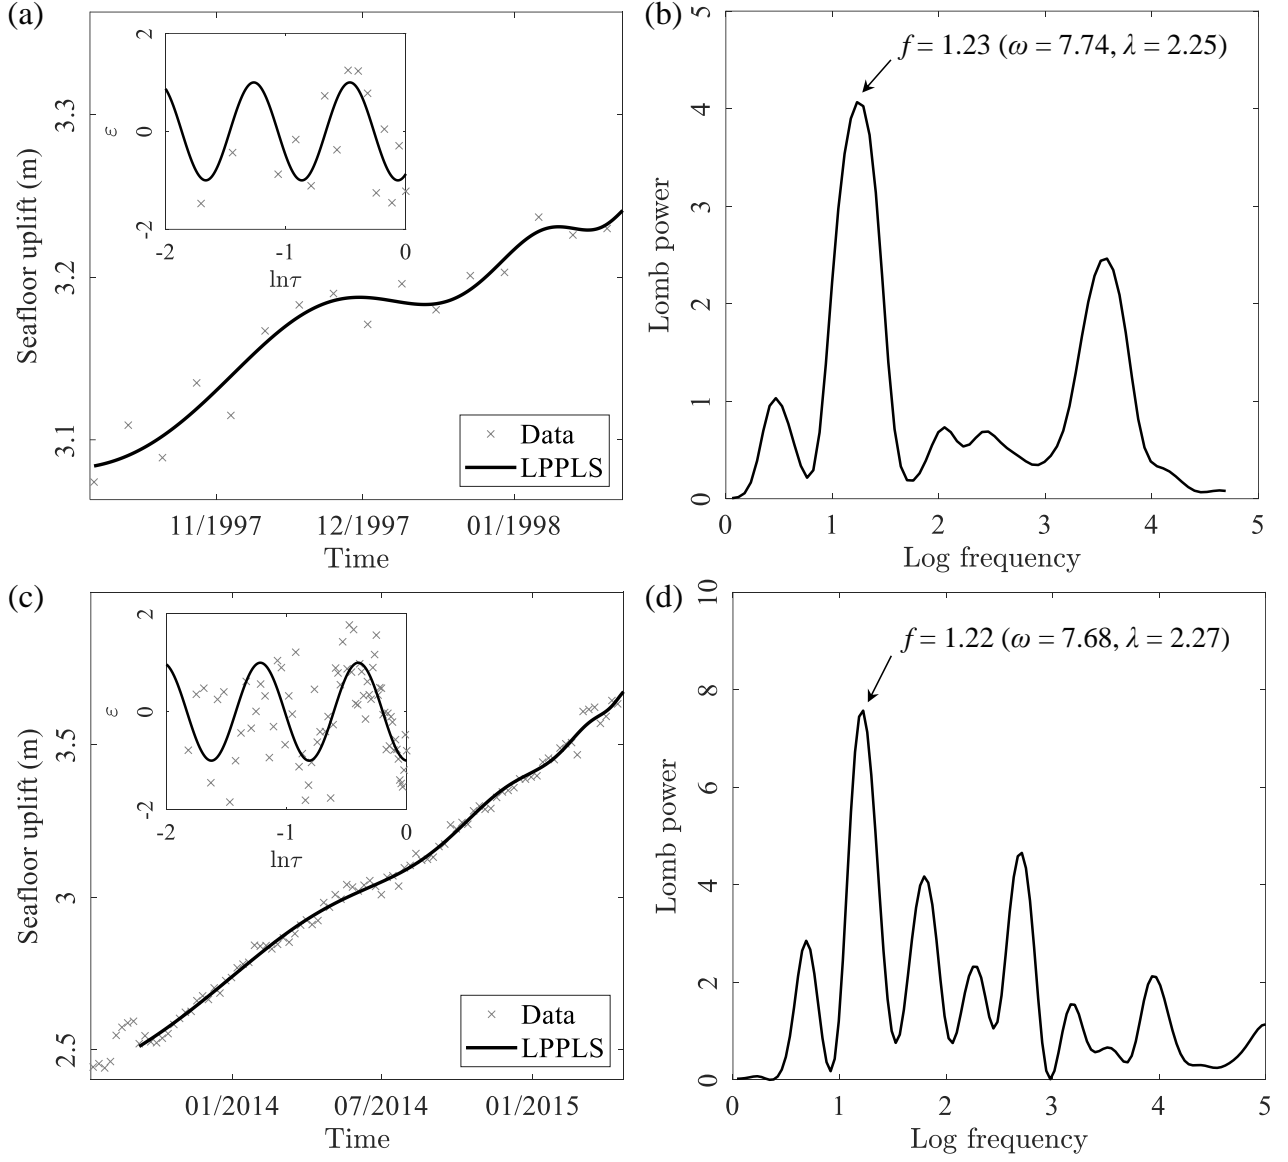 (a)
Seafloor uplift (m)
3.3
3.2
3.1
2
0
-2
ε
-2 -1 0
lnτ
Data
LPPLS
11/1997 12/1997 01/1998
Time
(b)
Lomb power
5
4
3
2
1
0
f = 1.23 (ω = 7.74, λ = 2.25)
0 1 2 3 4 5
Log frequency
(c)
Seafloor uplift (m)
3.5
3
2.5
2
0
-2
ε
-2 -1 0
lnτ
Data
LPPLS
01/2014 07/2014 01/2015
Time
(d)
Lomb power
10
8
6
4
2
0
f = 1.22 (ω = 7.68, λ = 2.27)
0 1 2 3 4 5
Log frequency